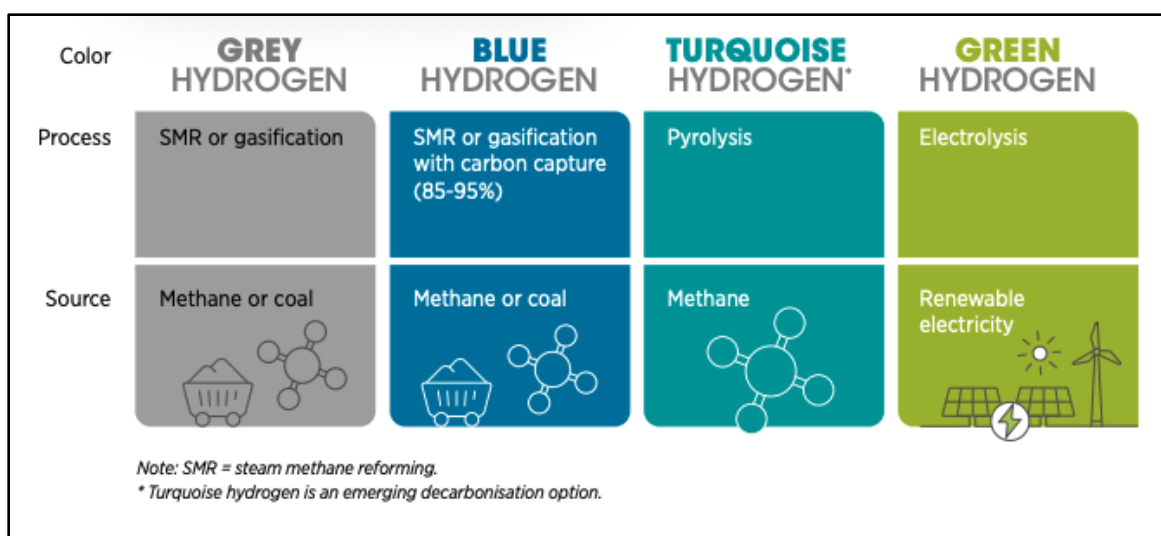 Color
GREY
HYDROGEN
BLUE
HYDROGEN
TURQUOISE
HYDROGEN*
GREEN
HYDROGEN
Process
SMR or gasification
SMR or gasification
with carbon capture
(85-95%)
Pyrolysis
Electrolysis
Source
Methane or coal
Methane or coal
Methane
Renewable
electricity
Note: SMR = steam methane reforming.
* Turquoise hydrogen is an emerging decarbonisation option.